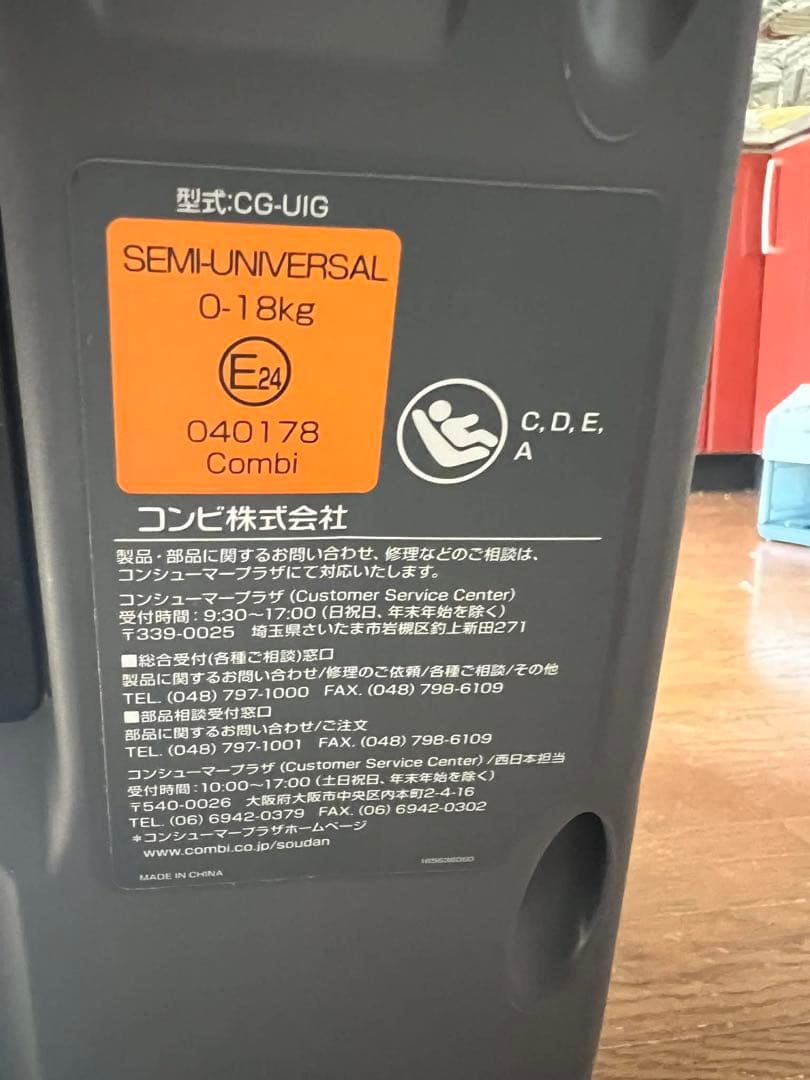 型式:CG-UIG
SEMI-UNIVERSAL
0-18kg
E24
040178
Combi
C, D, E,
A
コンビ株式会社
製品・部品に関するお問い合わせ、修理などのご相談は、
コンシューマープラザにて対応いたします。
コンシューマープラザ (Customer Service Center)
受付時間：9:30～17:00 (日祝日、年末年始を除く)
〒339-0025 埼玉県さいたま市岩槻区釣上新田271
■総合受付(各種ご相談)窓口
製品に関するお問い合わせ/修理のご依頼/各種ご相談/その他
TEL. (048) 797-1000 FAX. (048) 798-6109
■部品相談受付窓口
部品に関するお問い合わせ/ご注文
TEL. (048) 797-1001 FAX. (048) 798-6109
コンシューマープラザ (Customer Service Center) /西日本担当
受付時間：10:00～17:00 (土日祝日、年末年始を除く)
〒540-0026 大阪府大阪市中央区内本町2-4-16
TEL. (06) 6942-0379 FAX. (06) 6942-0302
*コンシューマープラザホームページ
www.combi.co.jp/soudan
MADE IN CHINA